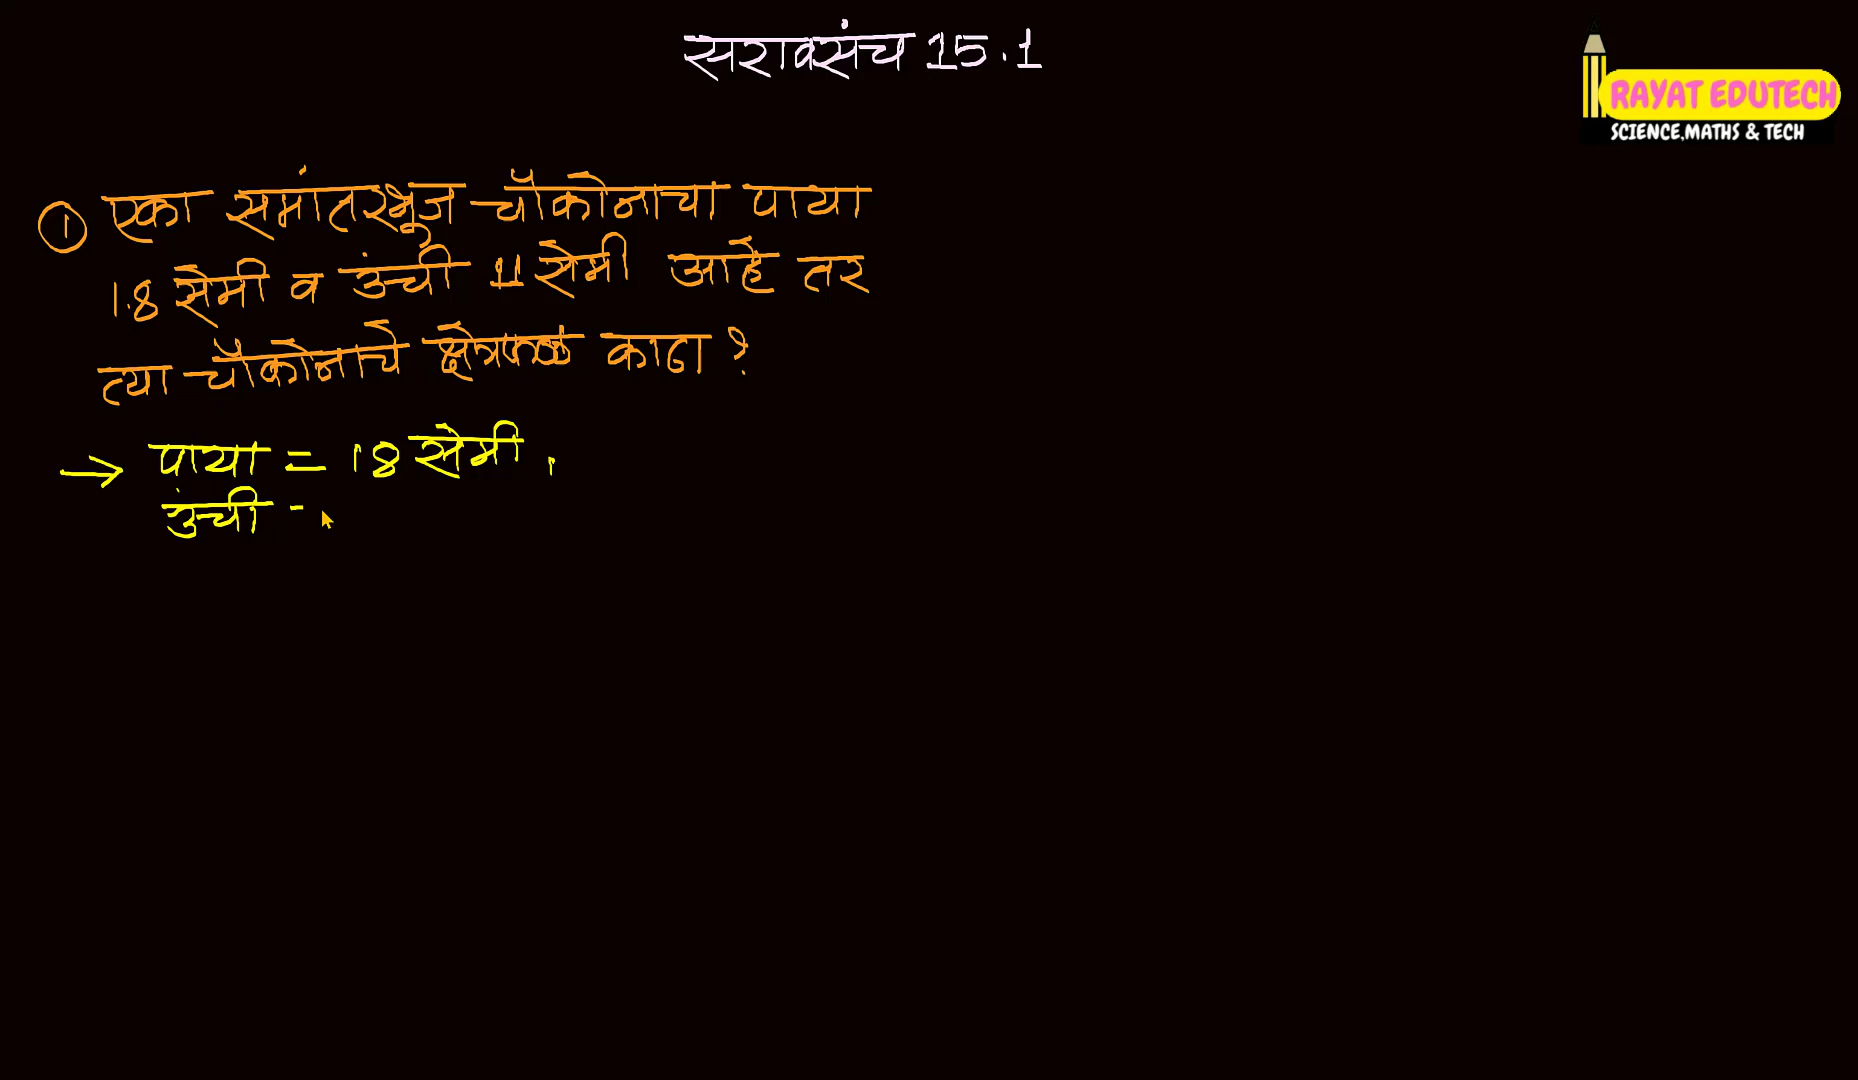 सरावसंच 15.1
RAYAT EDUTECH
SCIENCE,MATHS & TECH
① एका समांतरभुज चौकोनाचा पाया
18 सेमी व उंची 11 सेमी आहे तर
त्या चौकोनाचे क्षेत्रफळ काढा ?
→ पाया = 18 सेमी.
उंची -